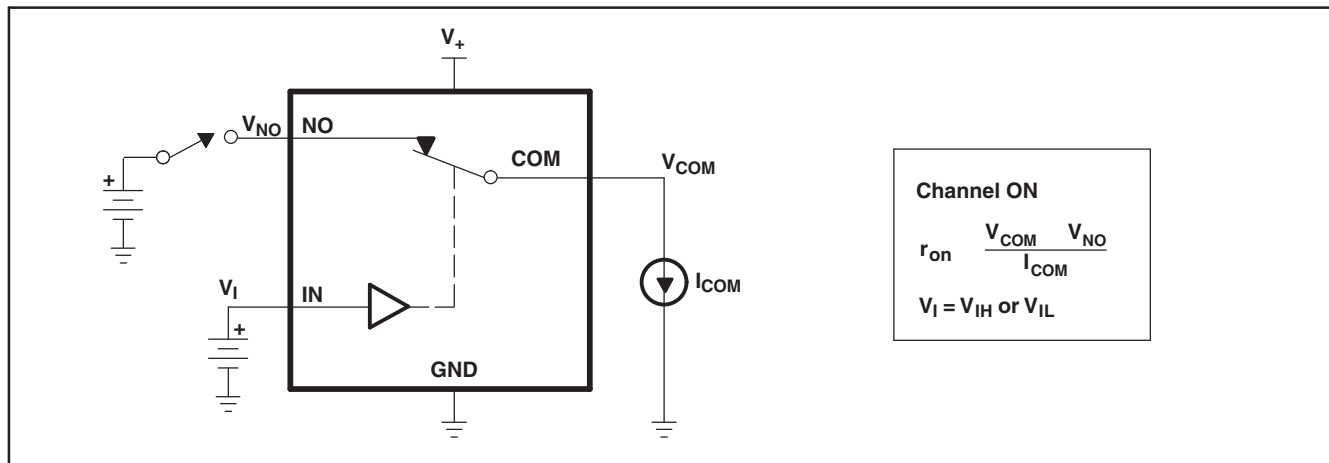 V+
VNO NO
COM
VCOM
+
VI IN
+
ICOM
GND
Channel ON
ron VCOM VNO
ICOM
VI = VIH or VIL